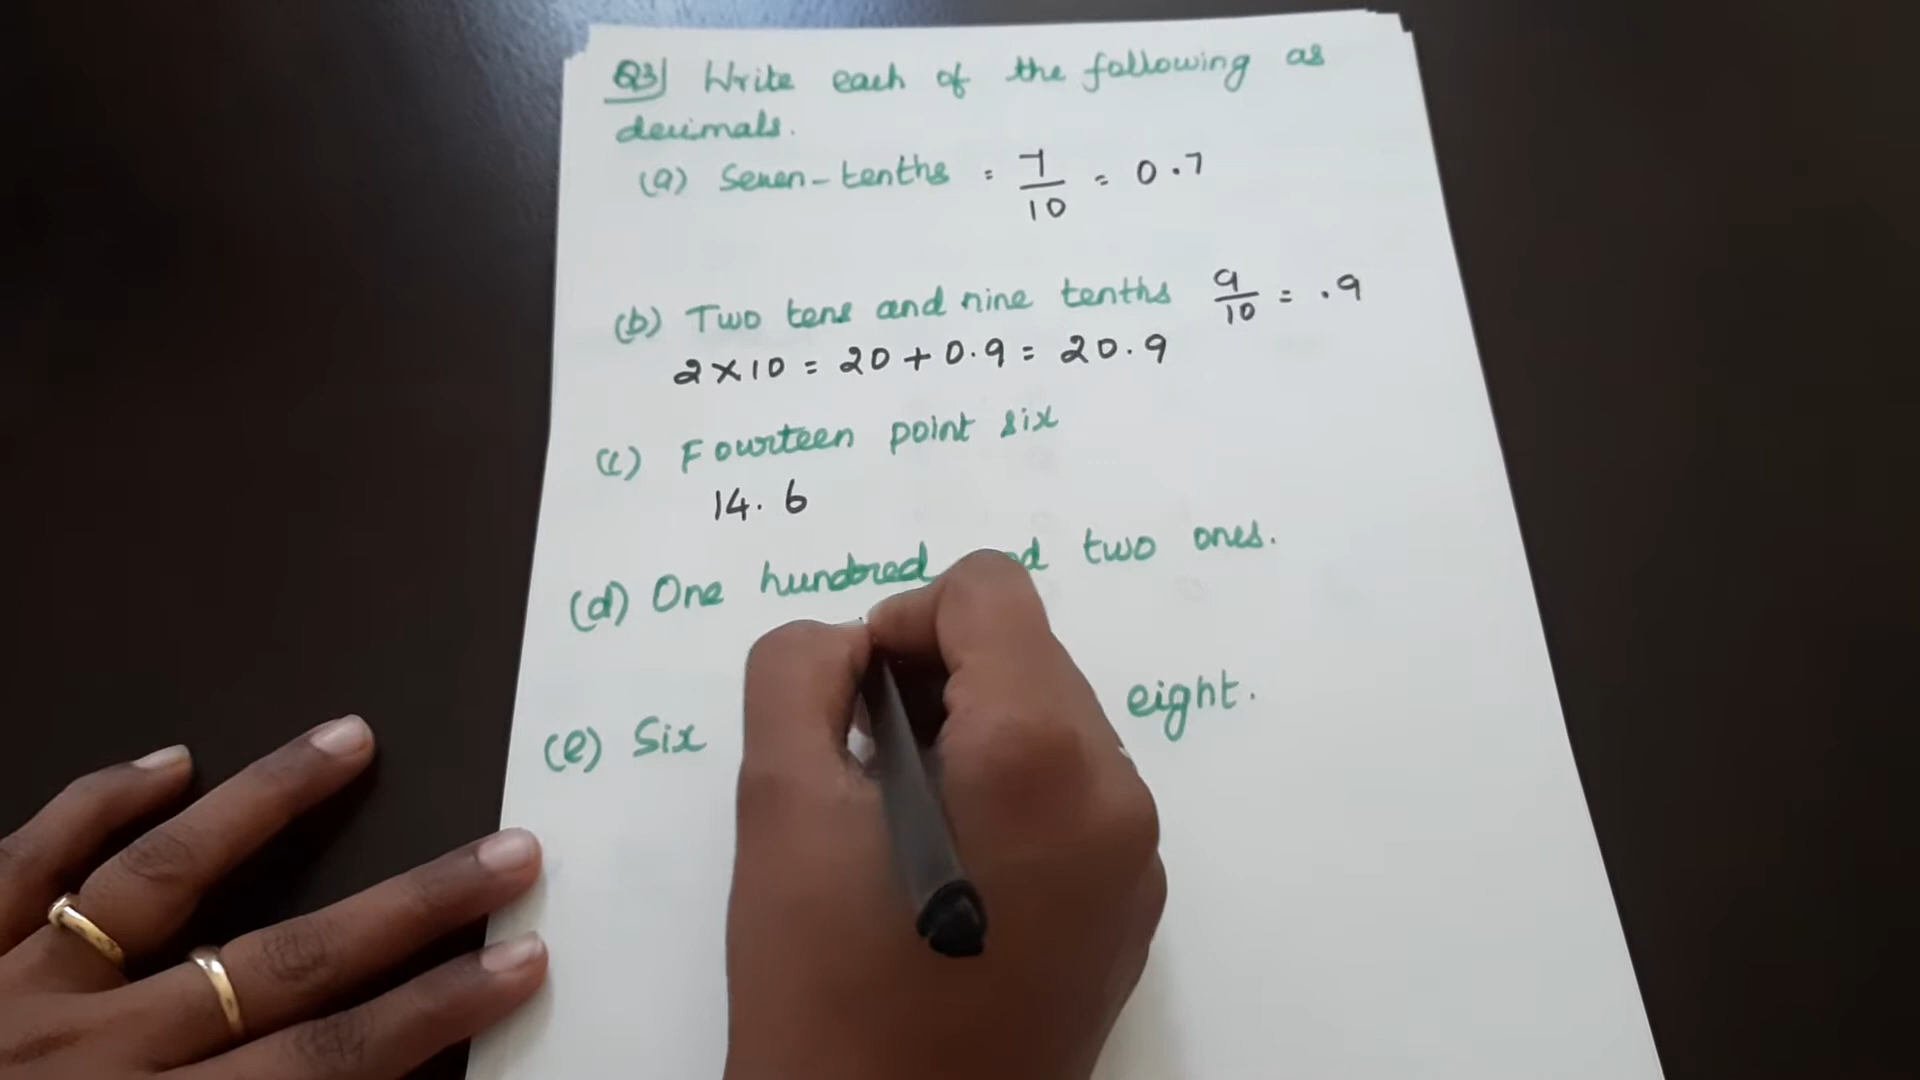 Q3) Write each of the following as
decimals.
(a) Seven-tenths = 7/10 = 0.7
(b) Two tens and nine tenths 9/10 = .9
2×10 = 20 + 0.9 = 20.9
(c) Fourteen point six
14.6
(d) One hundred two ones.
(e) Six eight.